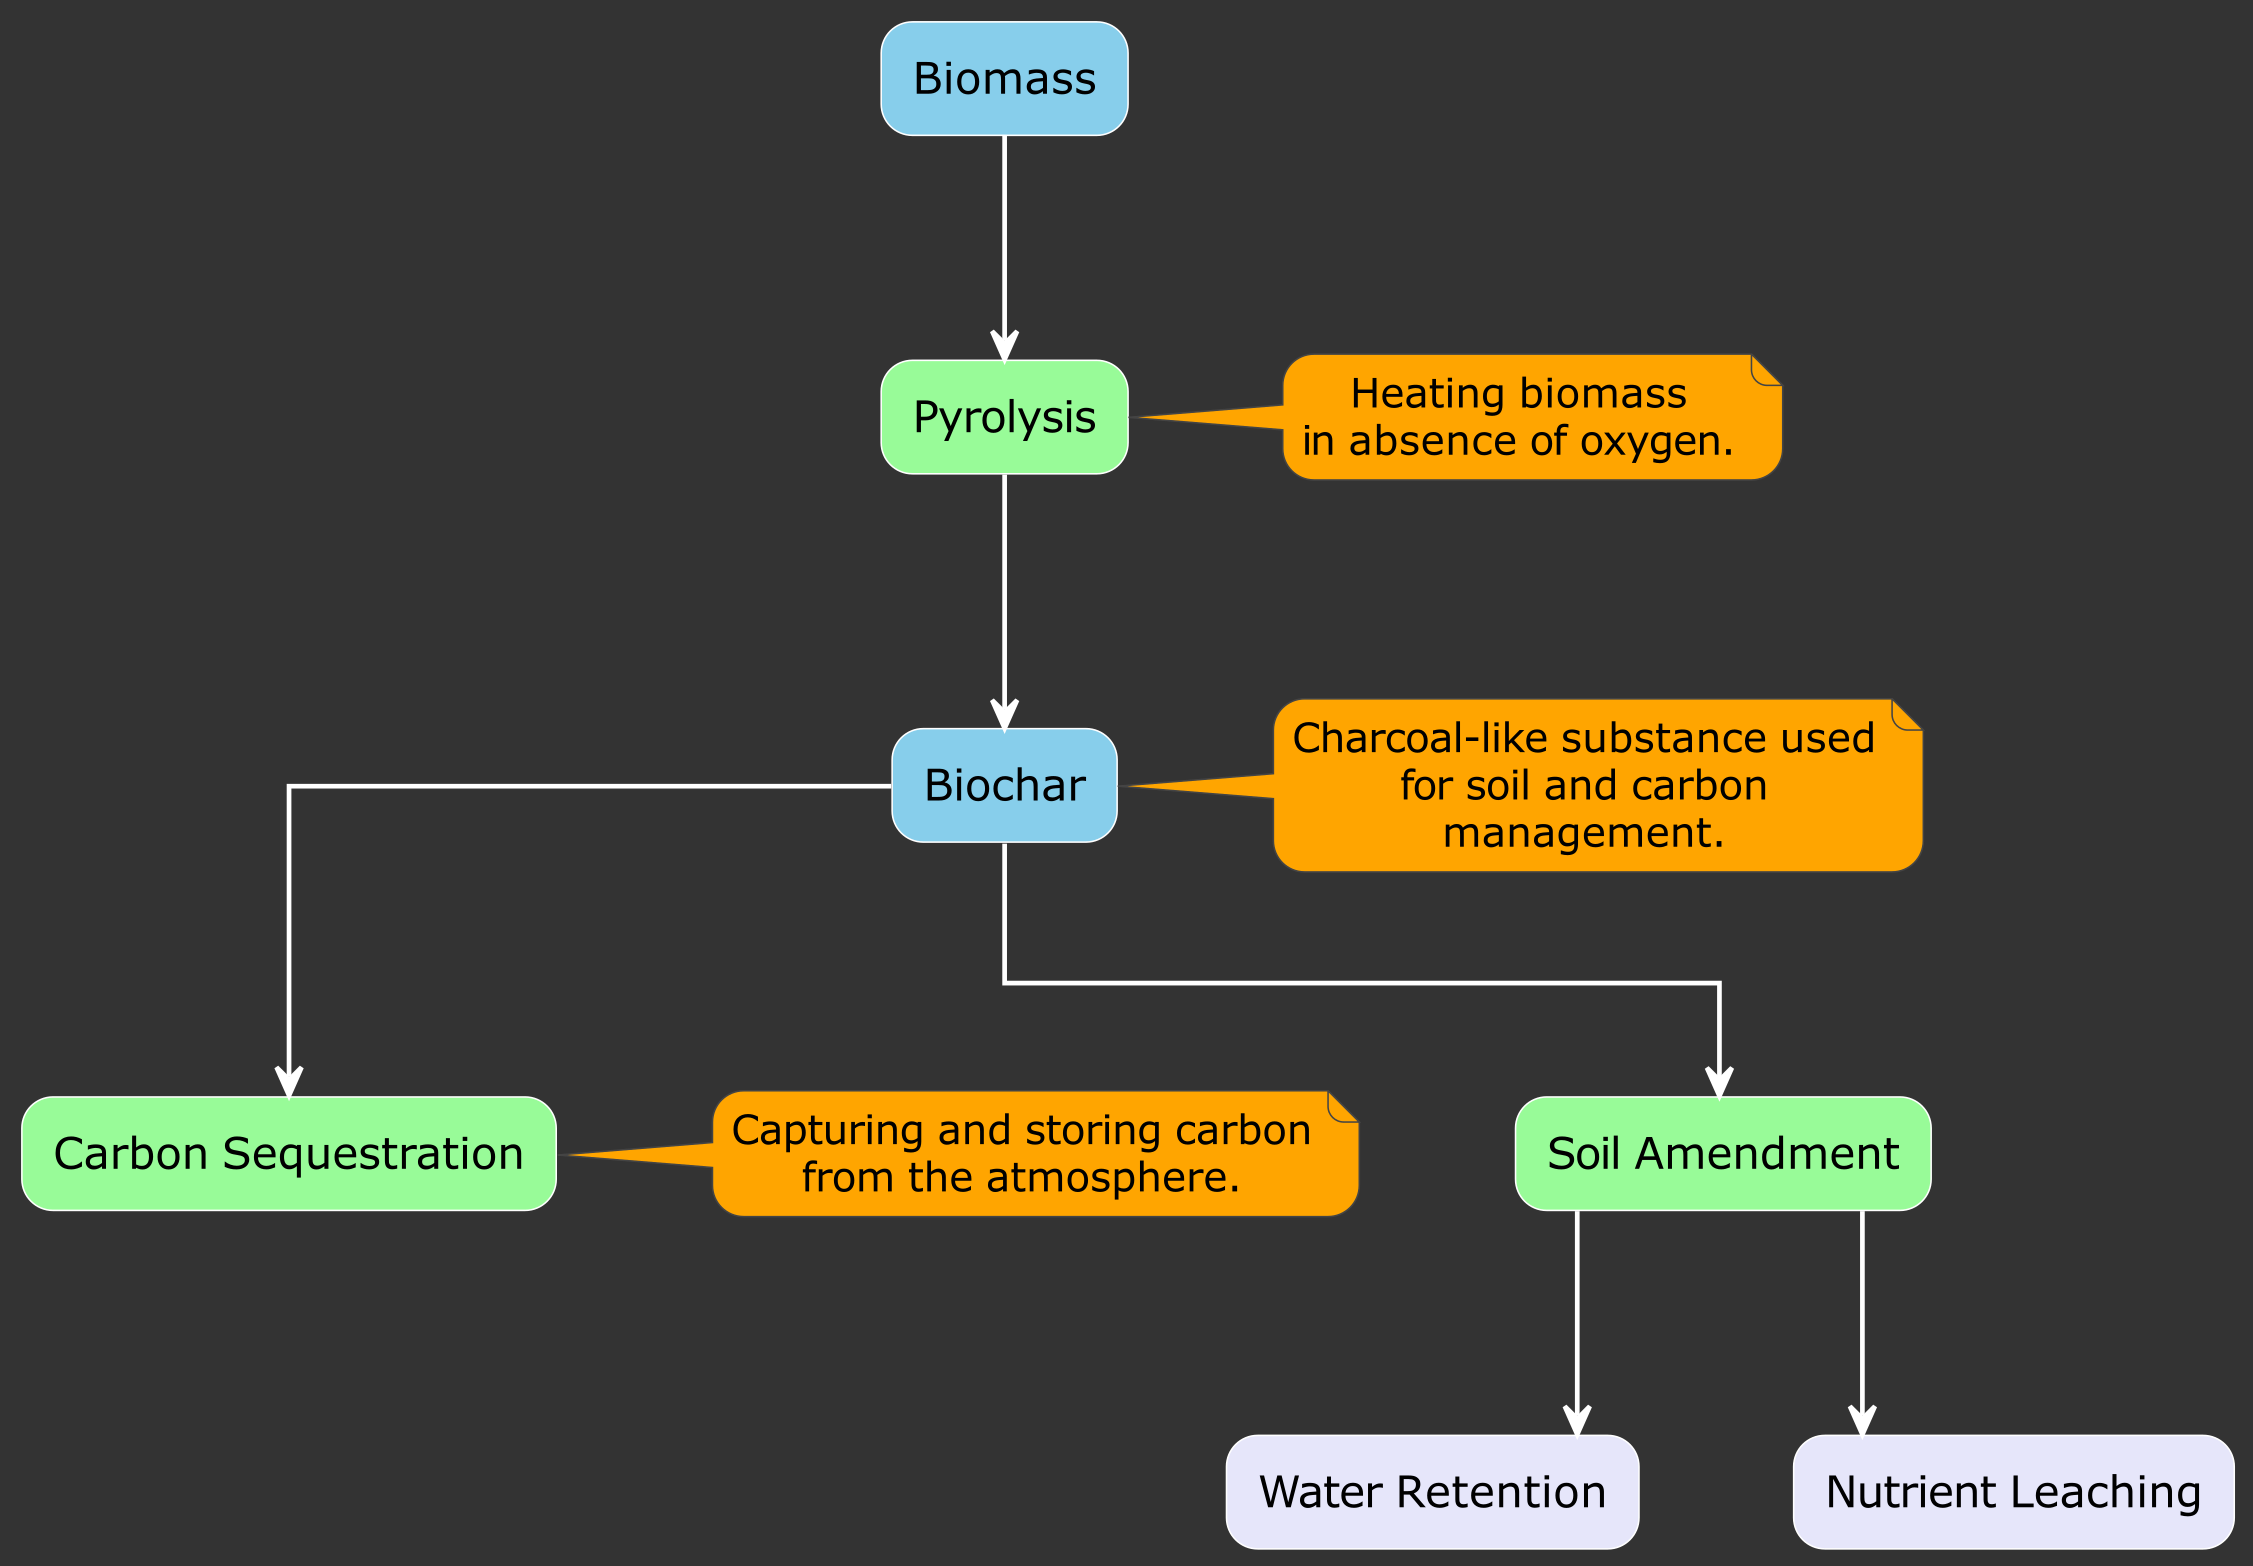 Biomass
Pyrolysis
Heating biomass
in absence of oxygen.
Biochar
Charcoal-like substance used
for soil and carbon
management.
Carbon Sequestration
Capturing and storing carbon
from the atmosphere.
Soil Amendment
Water Retention
Nutrient Leaching